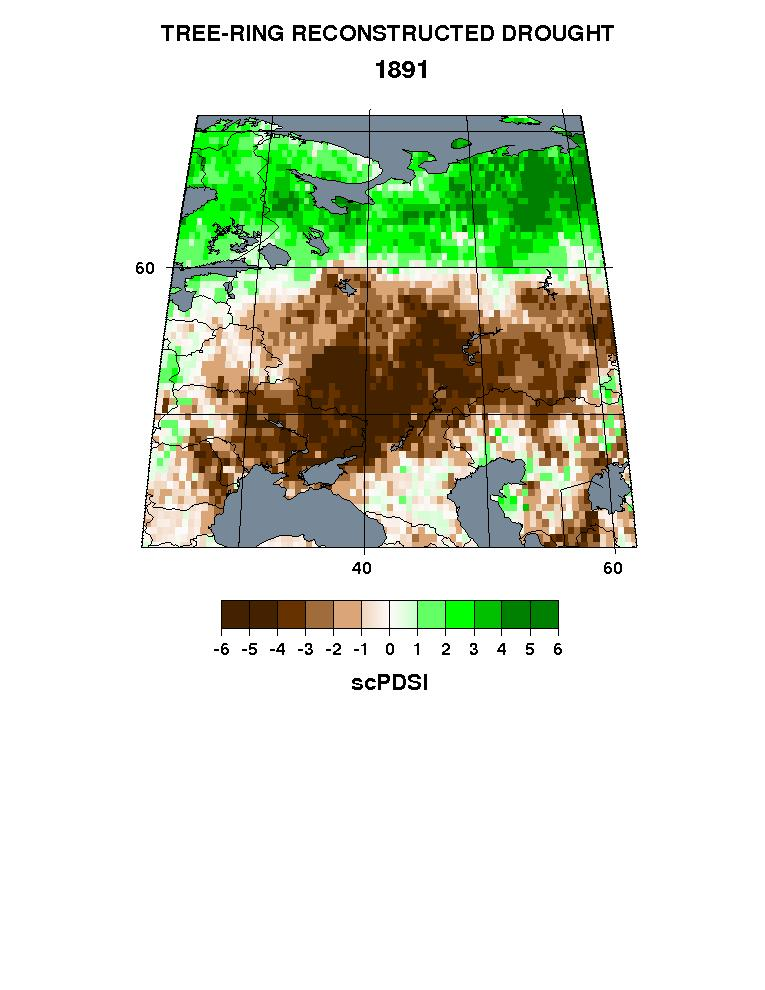 TREE-RING RECONSTRUCTED DROUGHT
1891
60
40 60
-6 -5 -4 -3 -2 -1 0 1 2 3 4 5 6
scPDSI